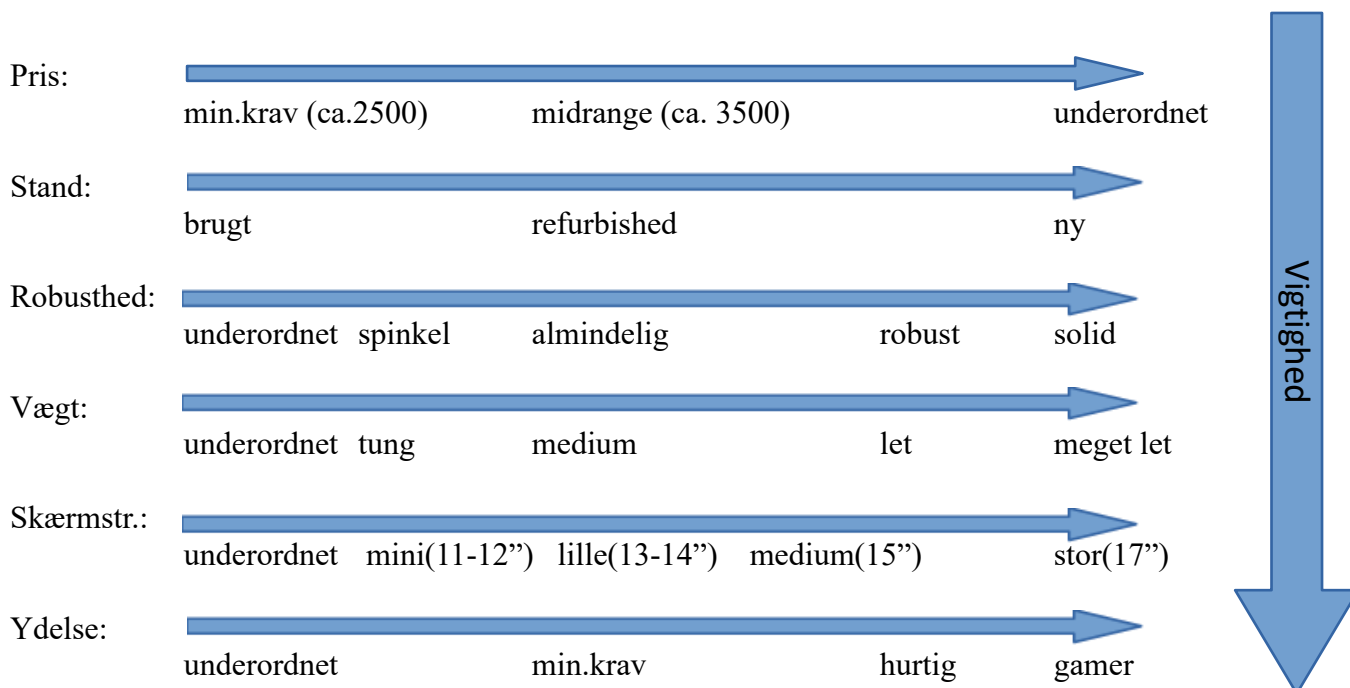 Pris:
min.krav (ca.2500) midrange (ca. 3500) underordnet
Stand:
brugt refurbished ny
Robusthed:
underordnet spinkel almindelig robust solid
Vægt:
underordnet tung medium let meget let
Skærmstr.:
underordnet mini(11-12”) lille(13-14”) medium(15”) stor(17”)
Ydelse:
underordnet min.krav hurtig gamer
Vigtighed